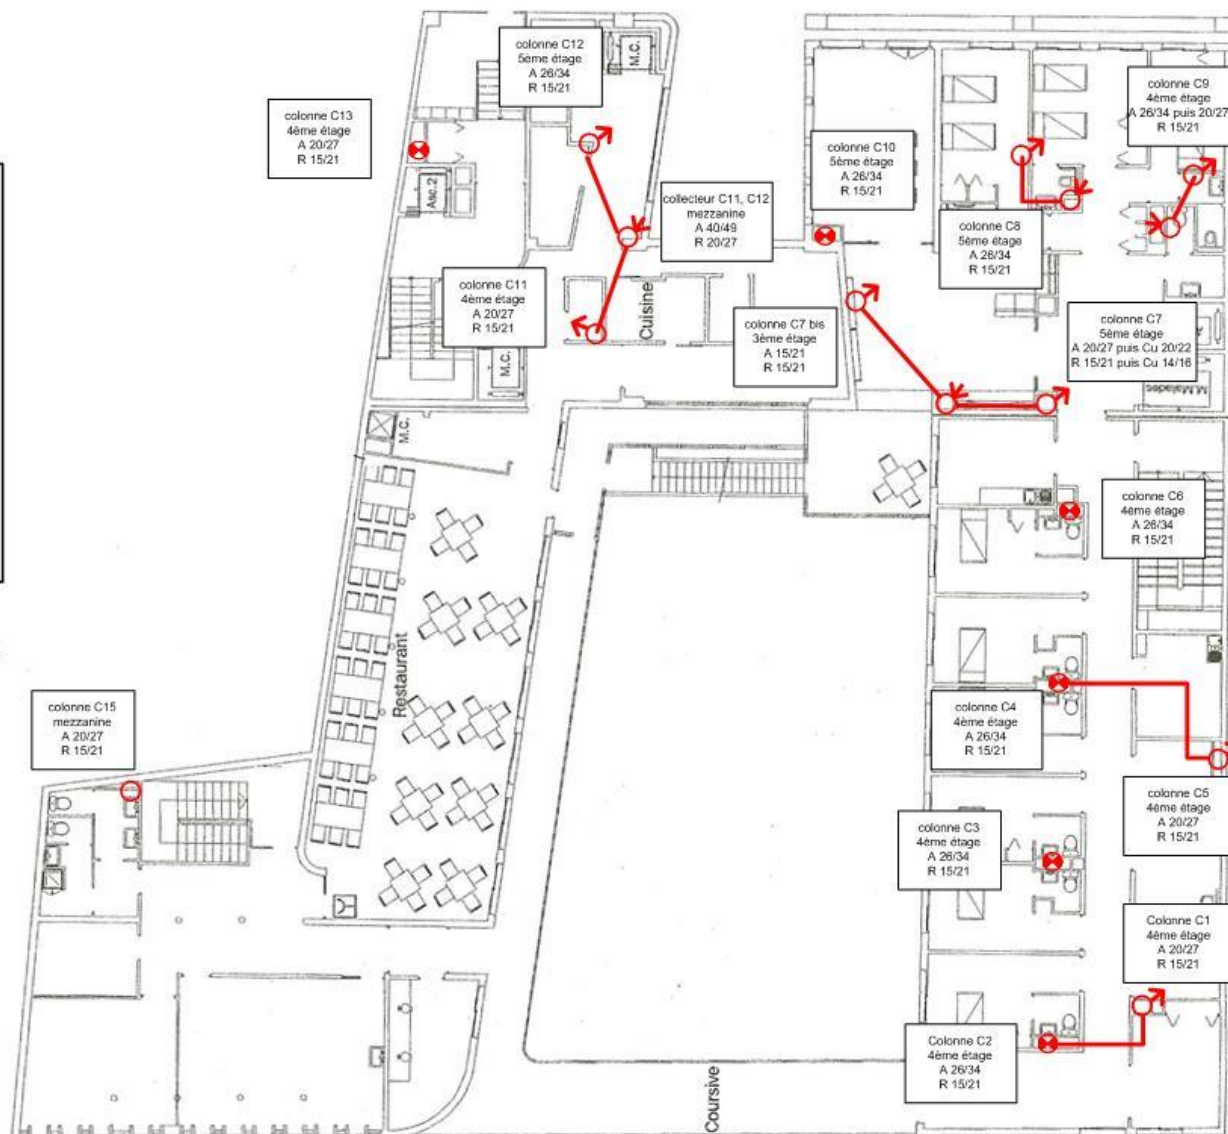 colonne C12
5ème étage
A 26/34
R 15/21
M.C.
colonne C9
4ème étage
A 26/34 puis 20/27
R 15/21
colonne C13
4ème étage
A 20/27
R 15/21
colonne C10
5ème étage
A 26/34
R 15/21
Asc.2
collecteur C11, C12
mezzanine
A 40/49
R 20/27
colonne C8
5ème étage
A 26/34
R 15/21
colonne C11
4ème étage
A 20/27
R 15/21
Cuisine
colonne C7 bis
3ème étage
A 15/21
R 15/21
colonne C7
5ème étage
A 20/27 puis Cu 20/22
R 15/21 puis Cu 14/16
M.C.
M.Malades
M.C.
colonne C6
4ème étage
A 26/34
R 15/21
Restaurant
colonne C15
mezzanine
A 20/27
R 15/21
colonne C4
4ème étage
A 26/34
R 15/21
colonne C5
4ème étage
A 20/27
R 15/21
colonne C3
4ème étage
A 26/34
R 15/21
Colonne C1
4ème étage
A 20/27
R 15/21
Colonne C2
4ème étage
A 26/34
R 15/21
Coursive